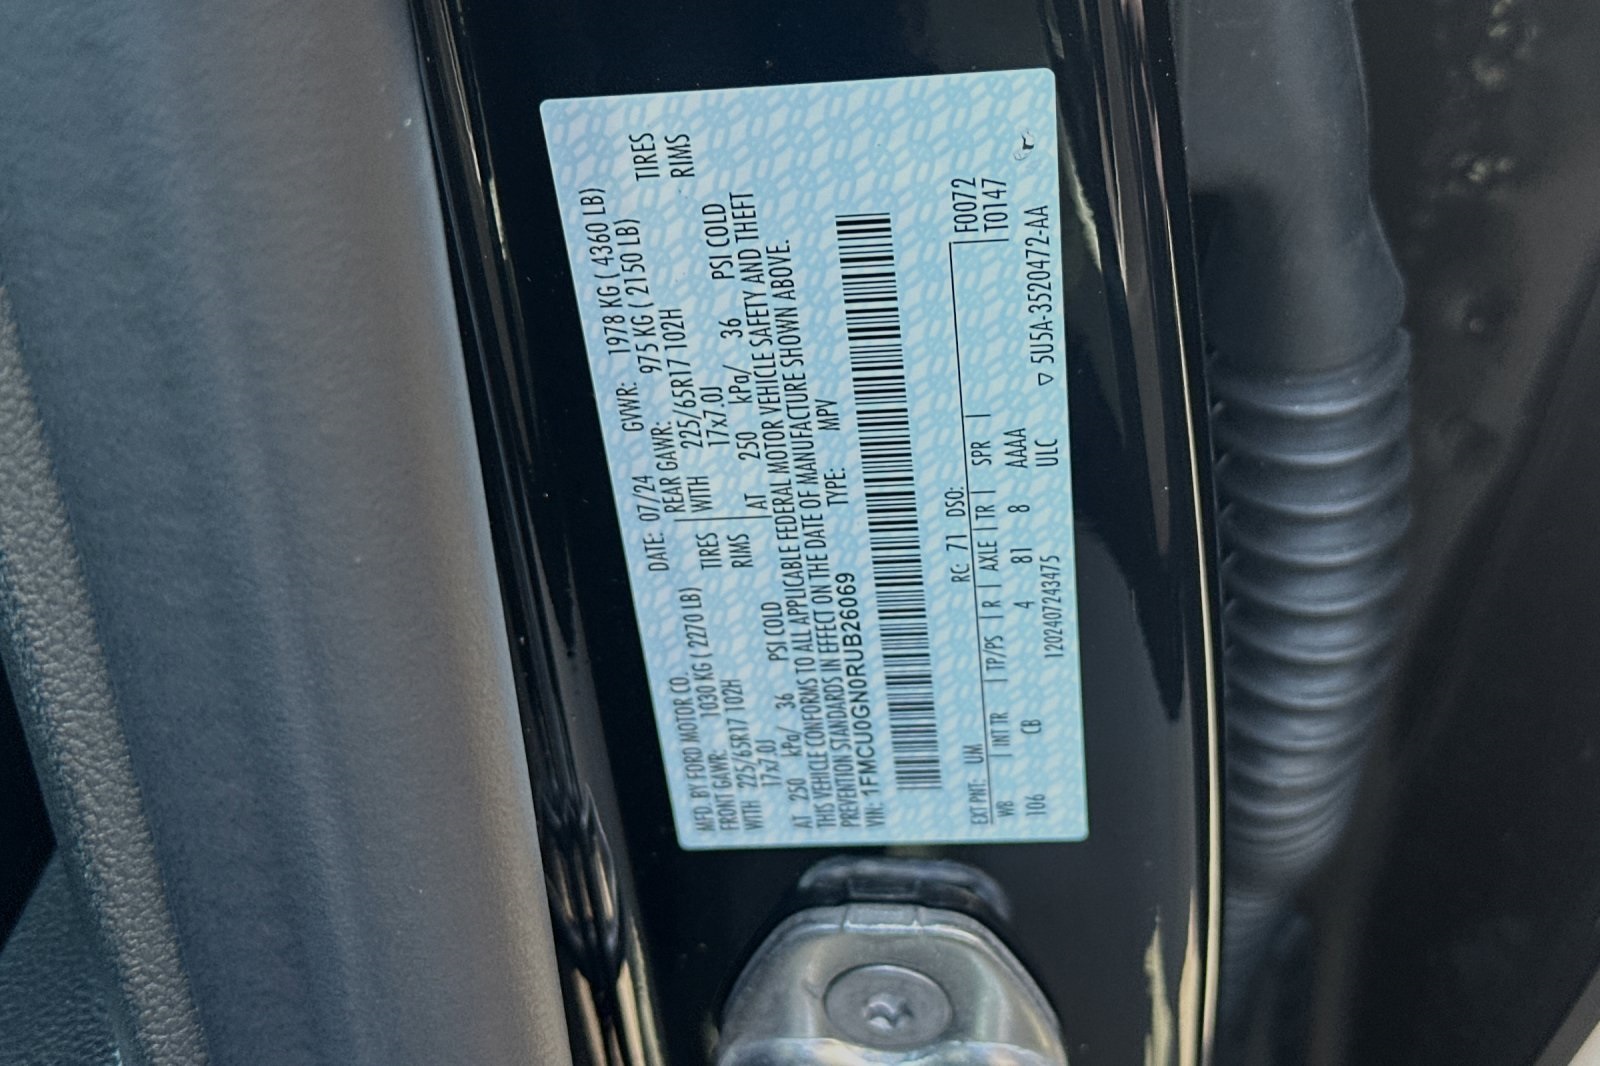 MFD. BY FORD MOTOR CO. DATE: 07/24 GVWR: 1978 KG ( 4360 LB)
FRONT GAWR: 1030 KG ( 2270 LB) REAR GAWR: 975 KG ( 2150 LB)
WITH 225/65R17 102H TIRES WITH 225/65R17 102H TIRES
17x7.0J RIMS 17x7.0J RIMS
AT 250 kPa/ 36 PSI COLD AT 250 kPa/ 36 PSI COLD
THIS VEHICLE CONFORMS TO ALL APPLICABLE FEDERAL MOTOR VEHICLE SAFETY AND THEFT
PREVENTION STANDARDS IN EFFECT ON THE DATE OF MANUFACTURE SHOWN ABOVE.
VIN: 1FMCU0GN0RUB26069 TYPE: MPV
EXT PNT: UM RC: 71 DSO: F0072
WB INT TR TP/PS R AXLE TR SPR T0147
106 CB 4 81 8 AAAA
1202407243475 ULC ▽ 5U5A-3520472-AA